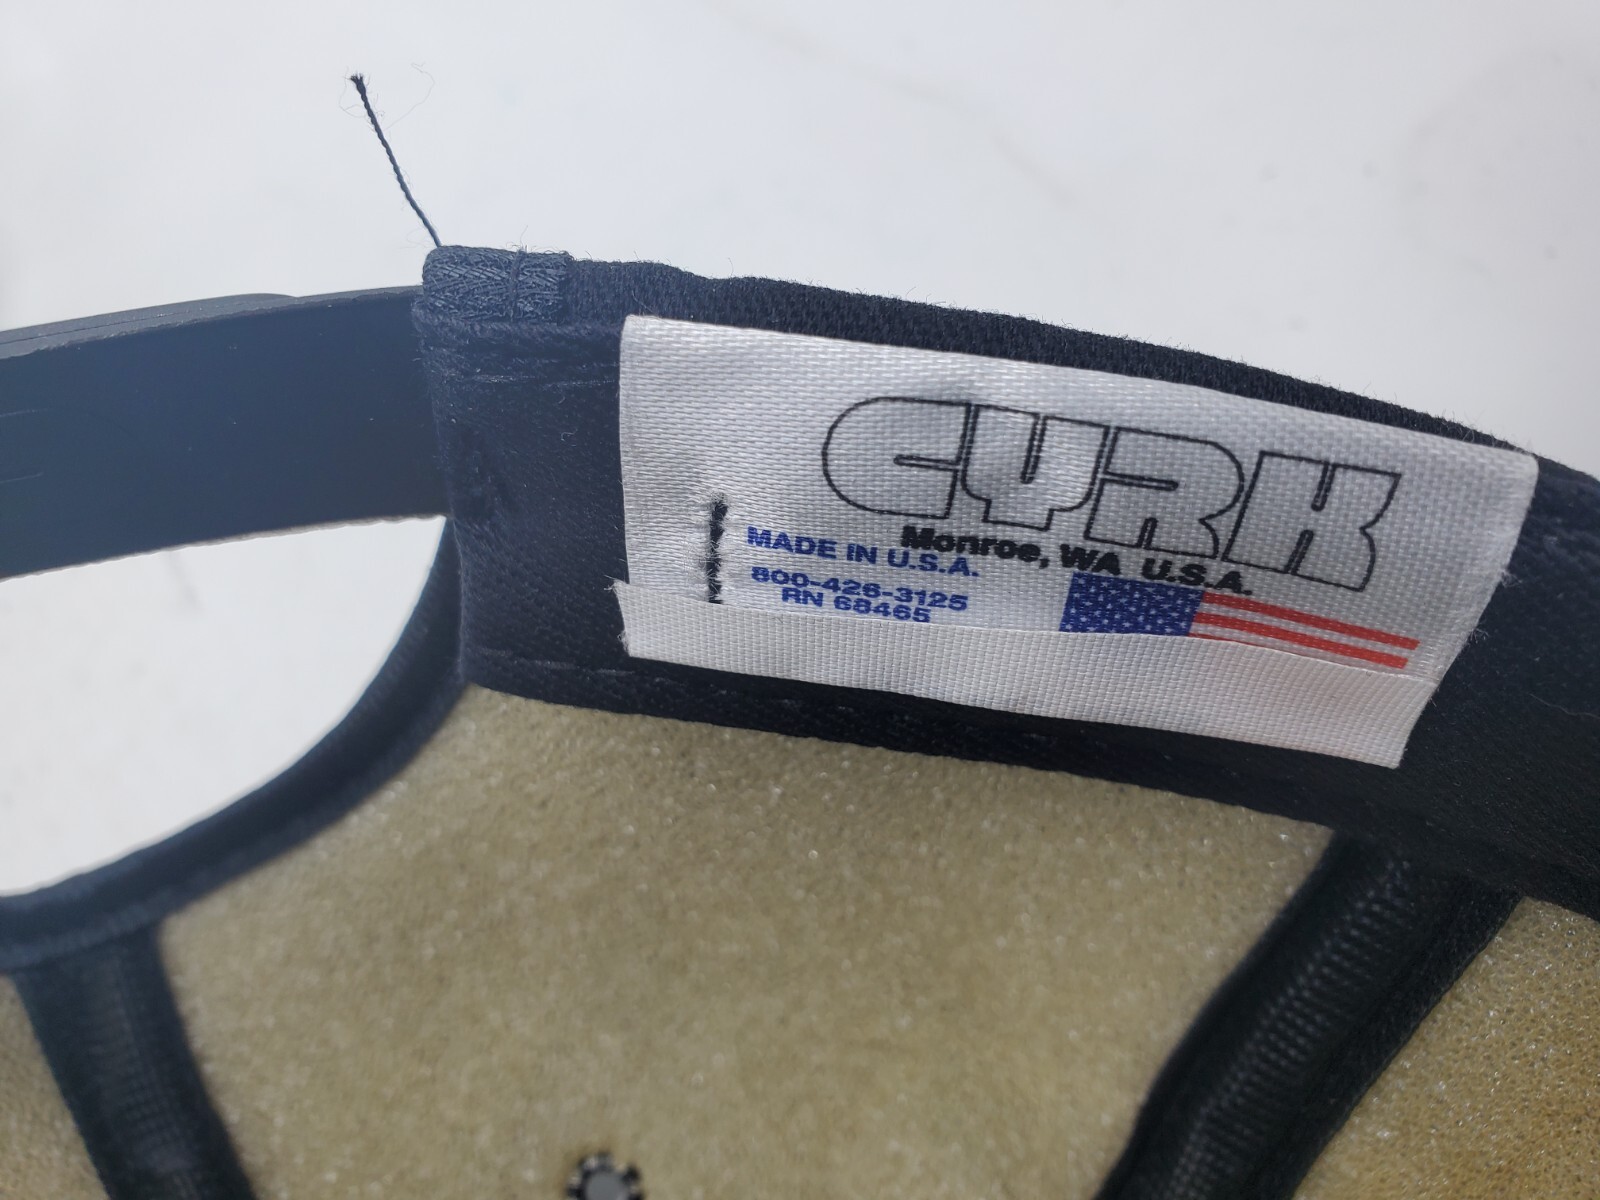 CYRK
Monroe, WA U.S.A.
MADE IN U.S.A.
800-426-3125
RN 68465